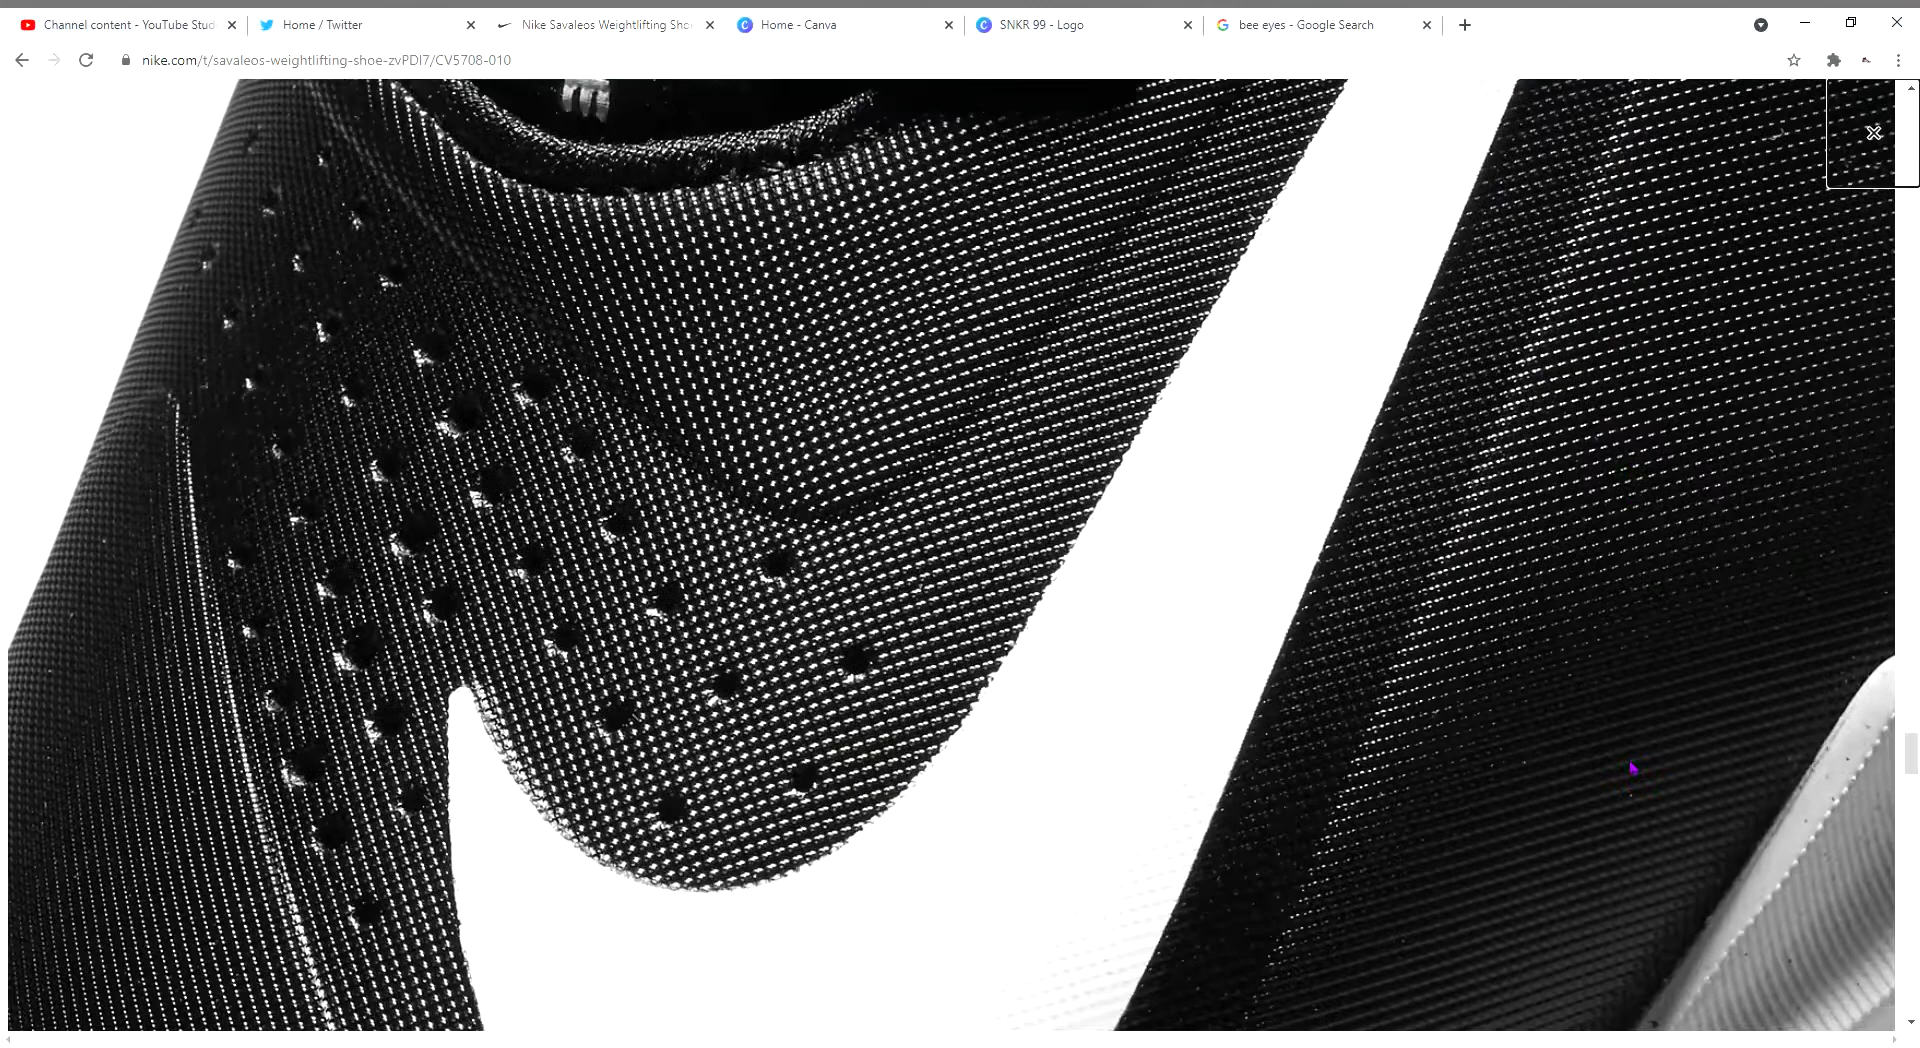 Channel content - YouTube Stud
Home / Twitter
Nike Savaleos Weightlifting Sho
Home - Canva
SNKR 99 - Logo
bee eyes - Google Search
nike.com/t/savaleos-weightlifting-shoe-zvPDl7/CV5708-010